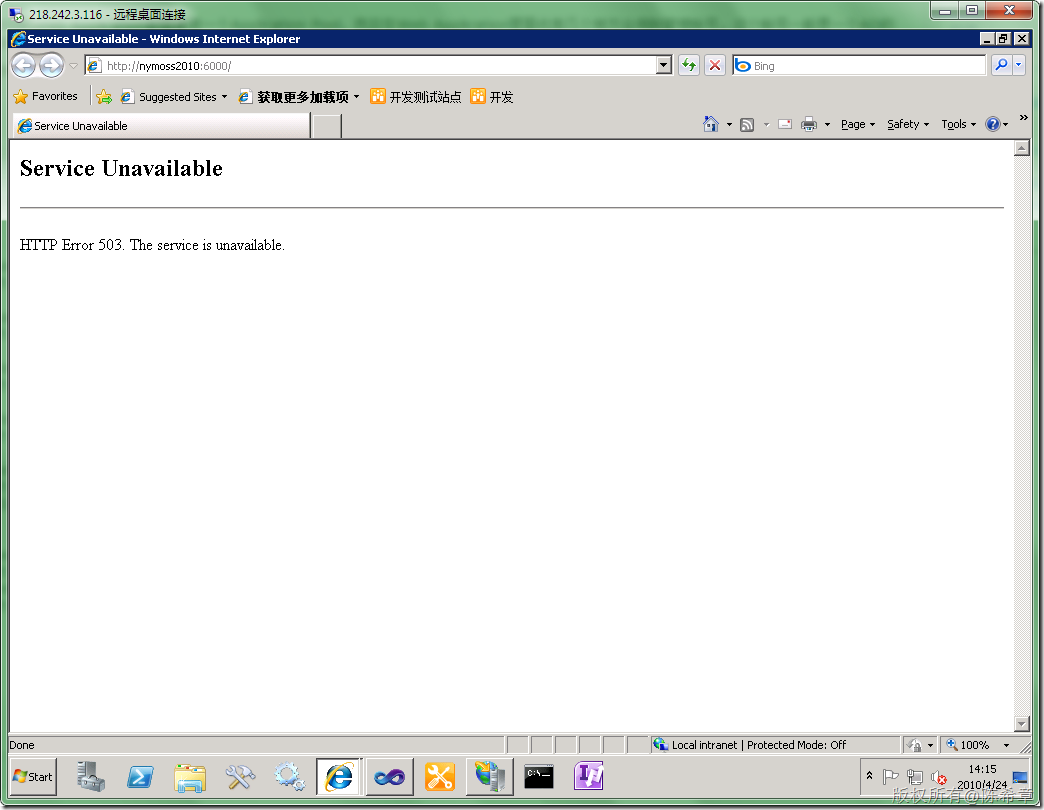 218.242.3.116 - 远程桌面连接
Service Unavailable - Windows Internet Explorer
http://nymoss2010:6000/
Bing
Favorites
Suggested Sites
获取更多加载项
开发测试站点
开发
Service Unavailable
Page
Safety
Tools
Service Unavailable
HTTP Error 503. The service is unavailable.
Done
Local intranet | Protected Mode: Off
100%
Start
C:\_
14:15
2010/4/24
版权所有@陈希章